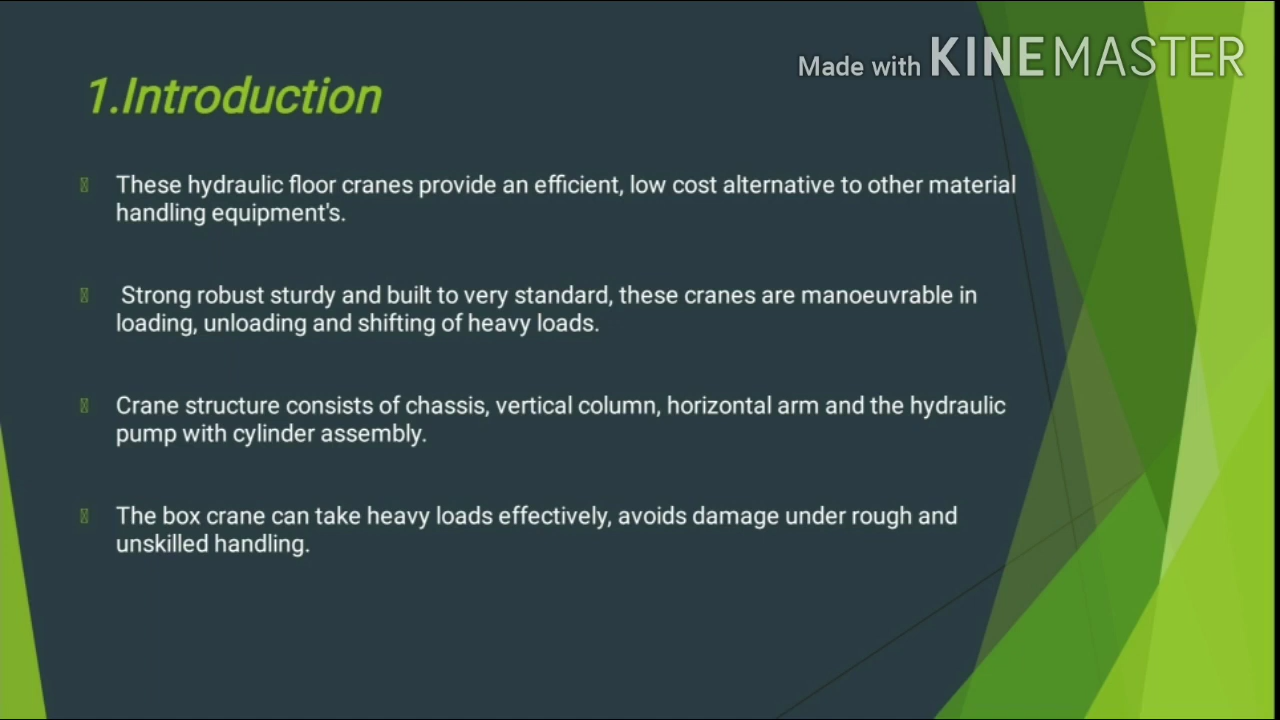 Made with KINEMASTER
1.Introduction
These hydraulic floor cranes provide an efficient, low cost alternative to other material
handling equipment's.
Strong robust sturdy and built to very standard, these cranes are manoeuvrable in
loading, unloading and shifting of heavy loads.
Crane structure consists of chassis, vertical column, horizontal arm and the hydraulic
pump with cylinder assembly.
The box crane can take heavy loads effectively, avoids damage under rough and
unskilled handling.